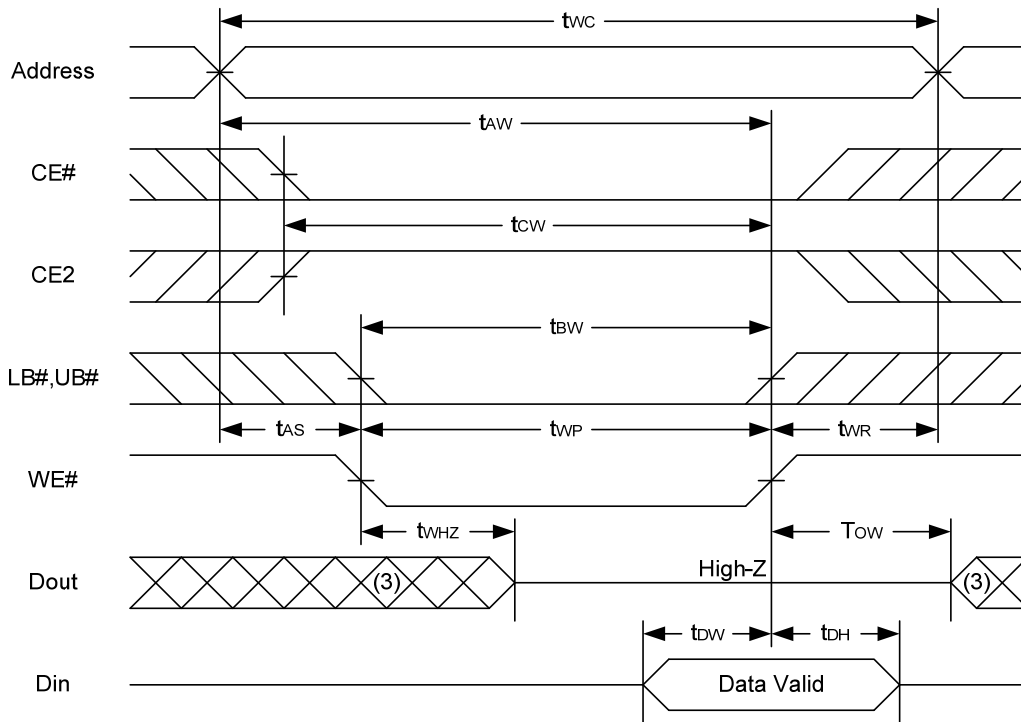 tWC
Address
tAW
CE#
tCW
CE2
tBW
LB#,UB#
tAS
tWP
tWR
WE#
tWHZ
TOW
Dout
(3)
High-Z
(3)
tDW
tDH
Din
Data Valid